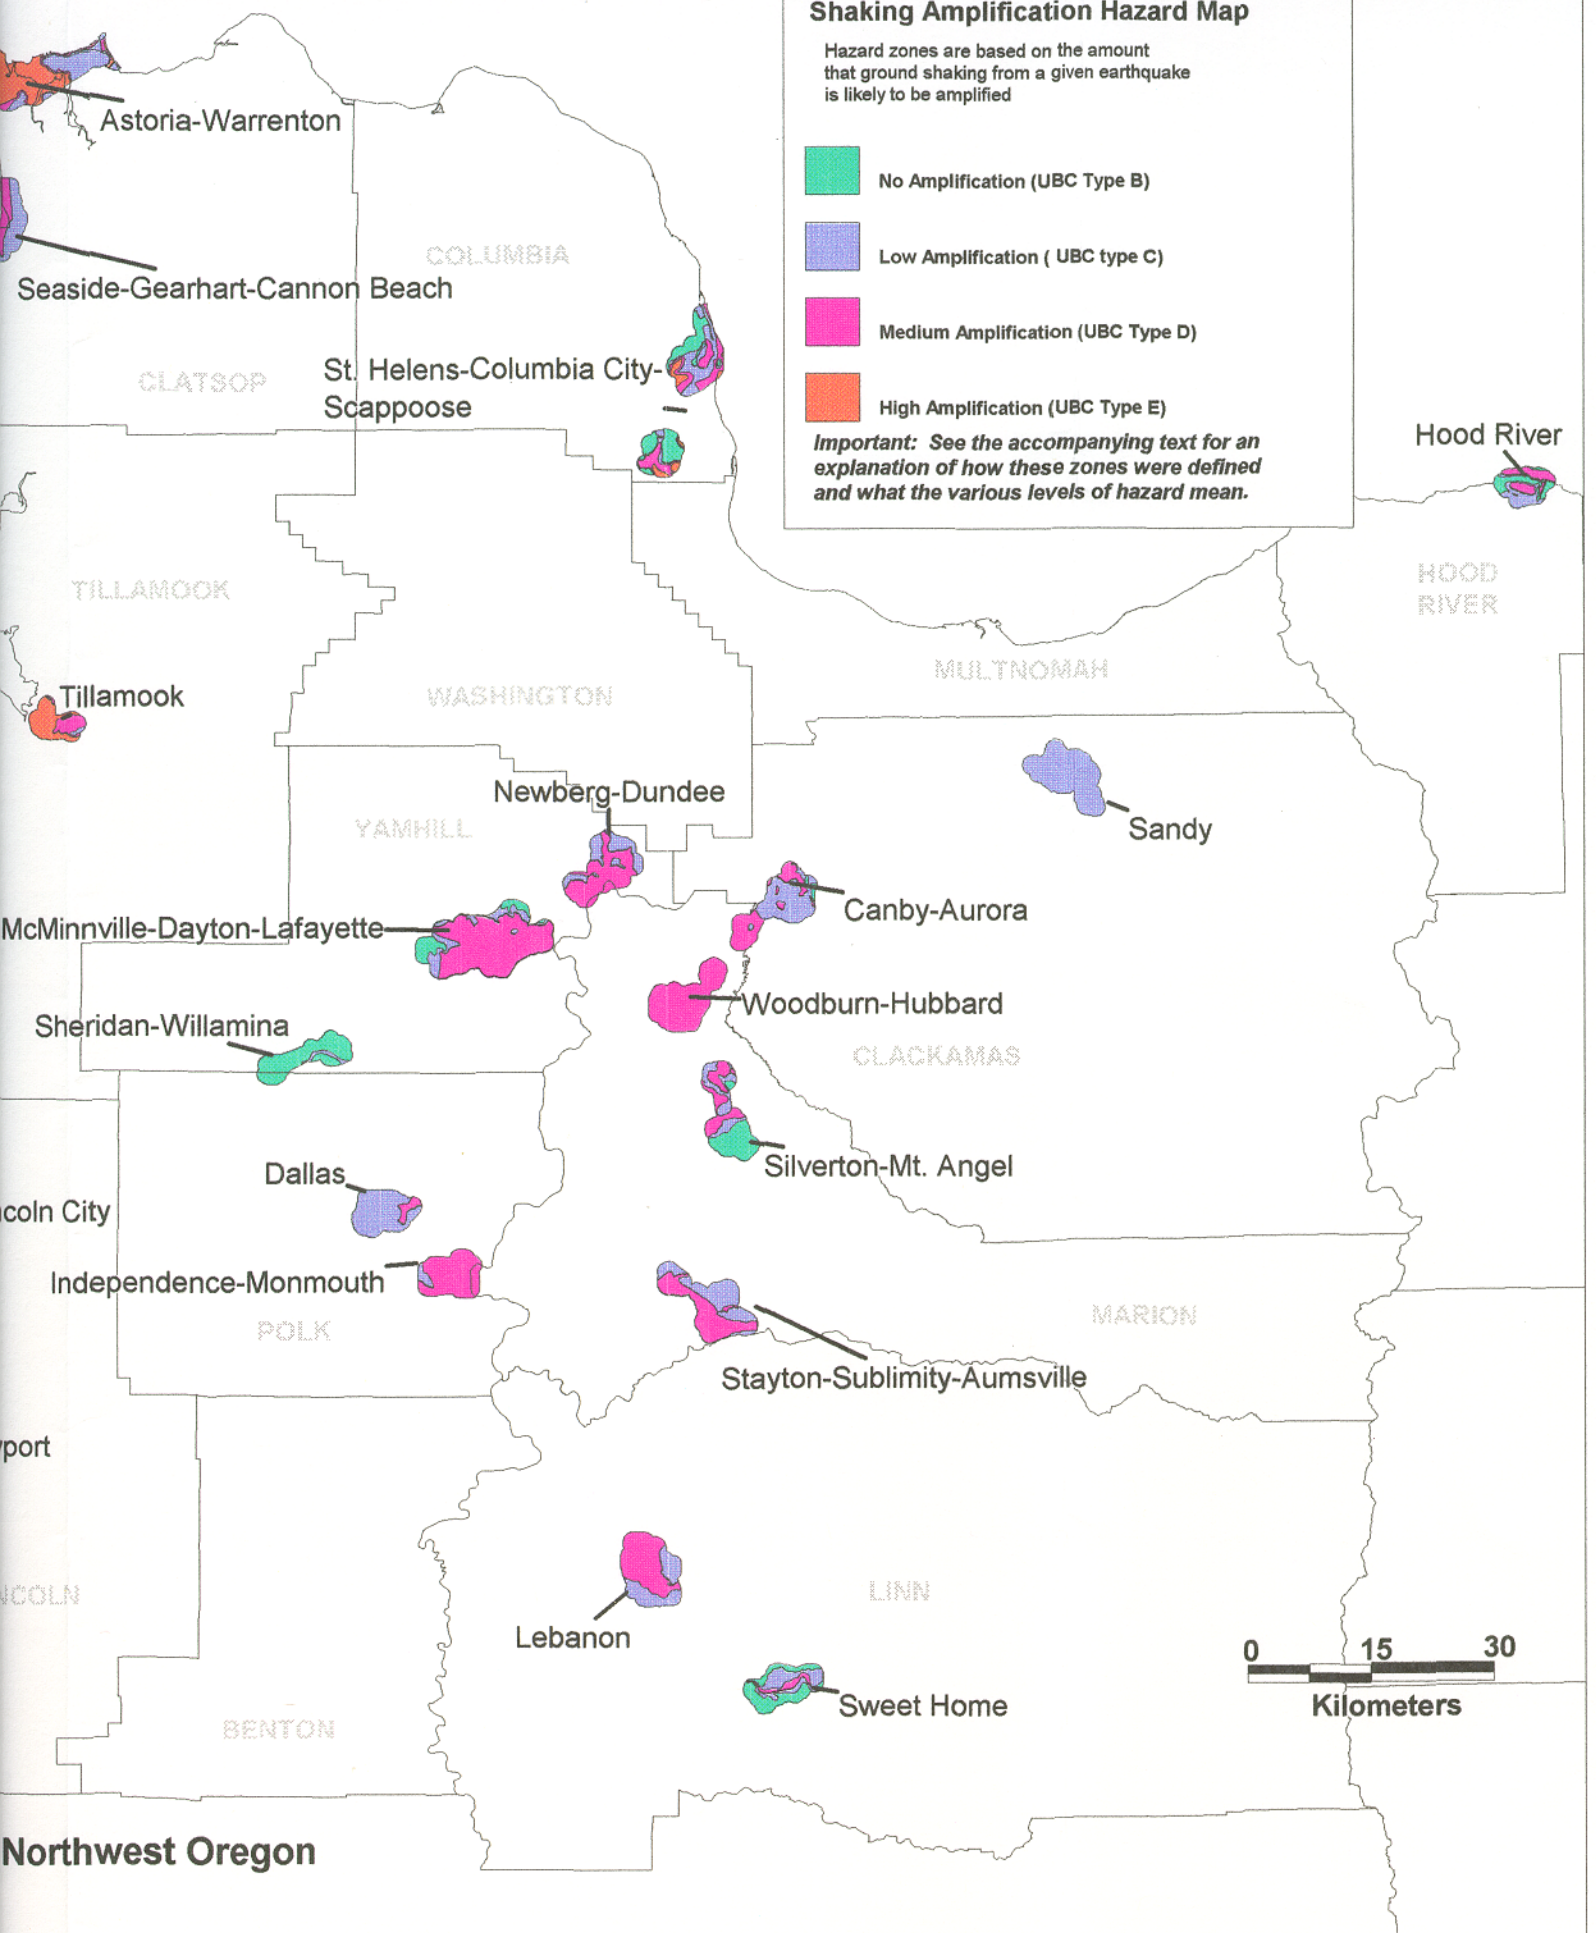 Shaking Amplification Hazard Map
Hazard zones are based on the amount
that ground shaking from a given earthquake
is likely to be amplified
No Amplification (UBC Type B)
Low Amplification ( UBC type C)
Medium Amplification (UBC Type D)
High Amplification (UBC Type E)
Important: See the accompanying text for an
explanation of how these zones were defined
and what the various levels of hazard mean.
Astoria-Warrenton
COLUMBIA
Seaside-Gearhart-Cannon Beach
St. Helens-Columbia City-
Scappoose
CLATSOP
Hood River
HOOD
RIVER
TILLAMOOK
MULTNOMAH
Tillamook
WASHINGTON
Newberg-Dundee
YAMHILL
Sandy
Canby-Aurora
McMinnville-Dayton-Lafayette
Woodburn-Hubbard
Sheridan-Willamina
CLACKAMAS
Silverton-Mt. Angel
Dallas
coln City
Independence-Monmouth
POLK
MARION
Stayton-Sublimity-Aumsville
port
NCOLN
LINN
Lebanon
0 15 30
Kilometers
Sweet Home
BENTON
Northwest Oregon